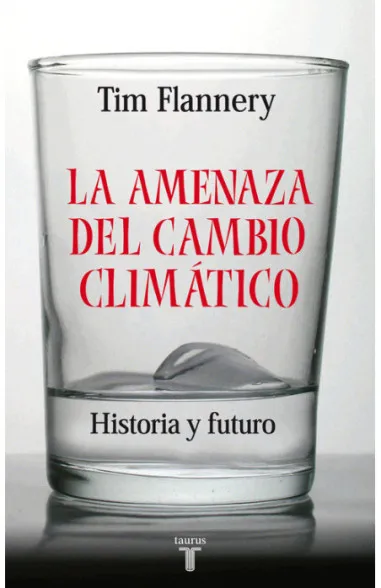 Tim Flannery
LA AMENAZA
DEL CAMBIO
CLIMÁTICO
Historia y futuro
taurus
T